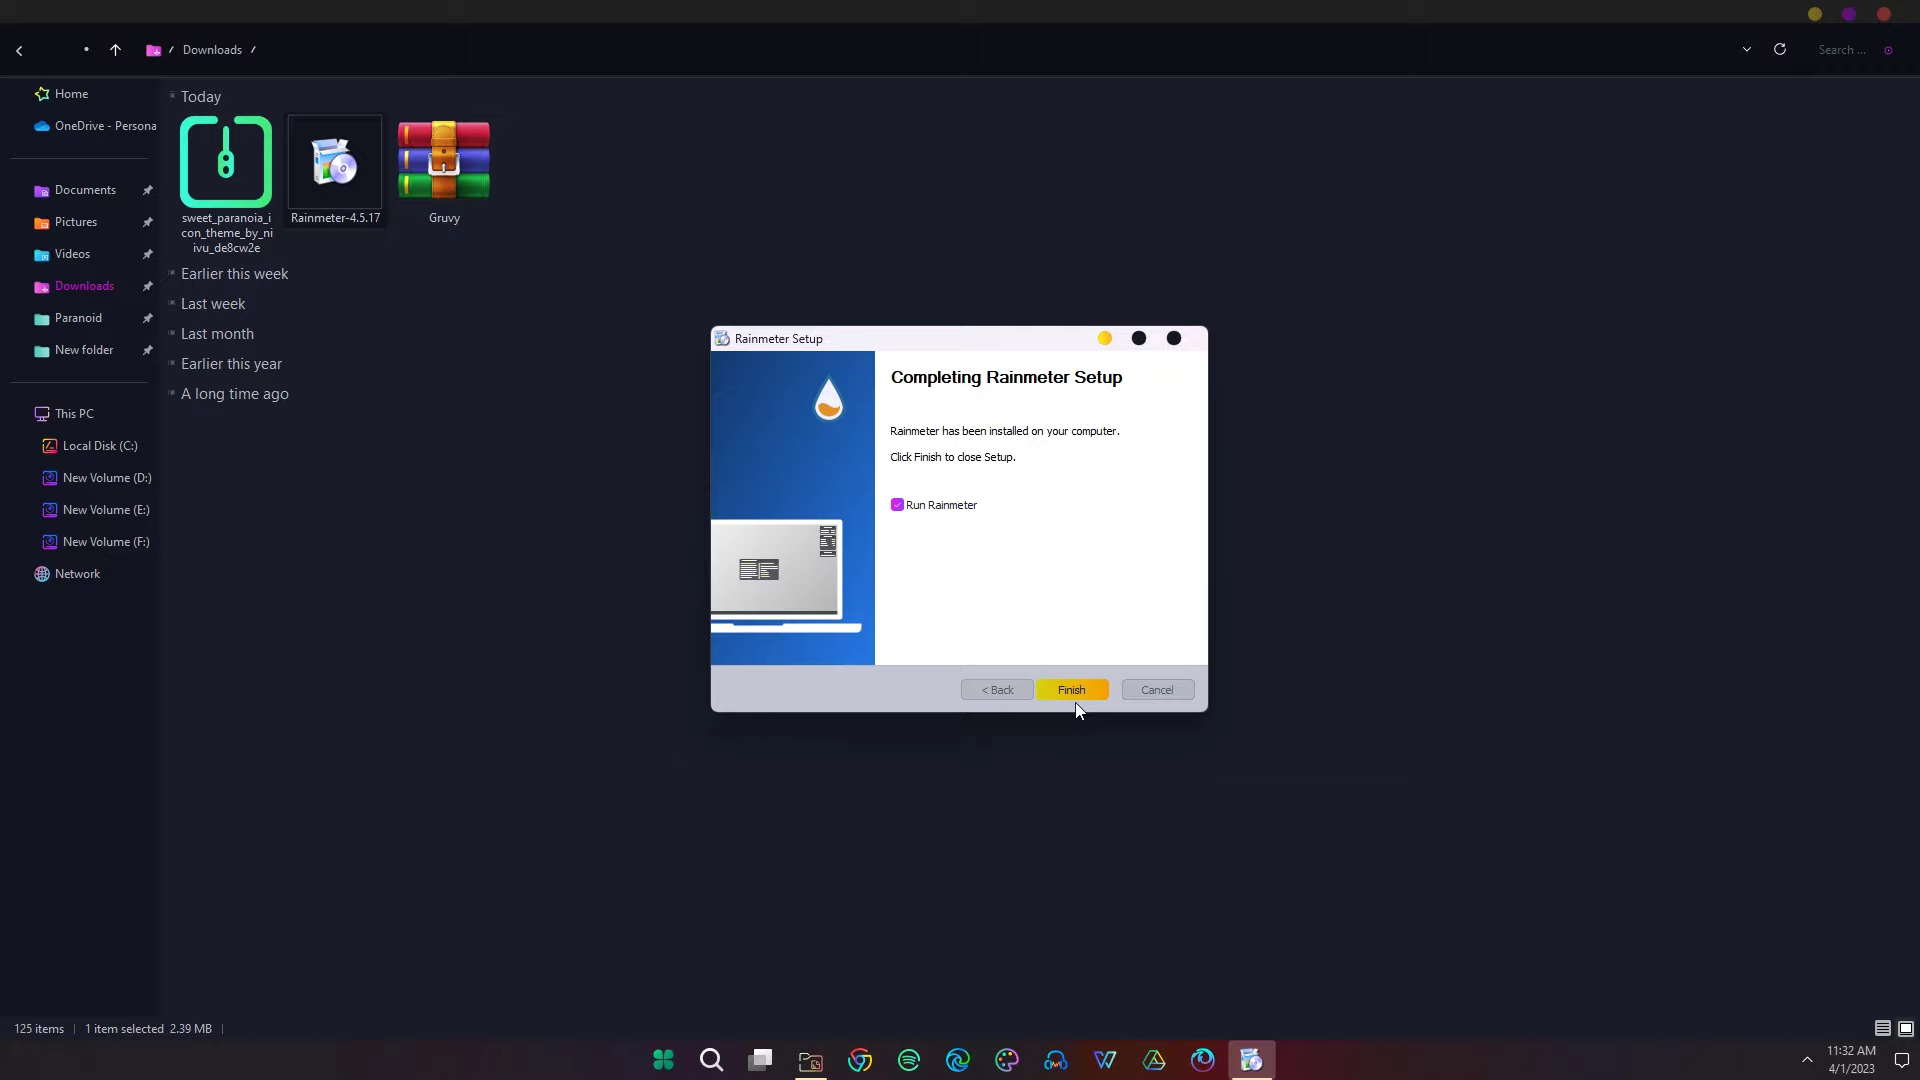 / Downloads /
Search ...
Home
OneDrive - Persona
Documents
Pictures
Videos
Downloads
Paranoid
New folder
This PC
Local Disk (C:)
New Volume (D:)
New Volume (E:)
New Volume (F:)
Network
Today
sweet_paranoia_i
con_theme_by_ni
ivu_de8cw2e
Rainmeter-4.5.17
Gruvy
Earlier this week
Last week
Last month
Earlier this year
A long time ago
Rainmeter Setup
Completing Rainmeter Setup
Rainmeter has been installed on your computer.
Click Finish to close Setup.
Run Rainmeter
< Back
Finish
Cancel
125 items
1 item selected 2.39 MB
11:32 AM
4/1/2023